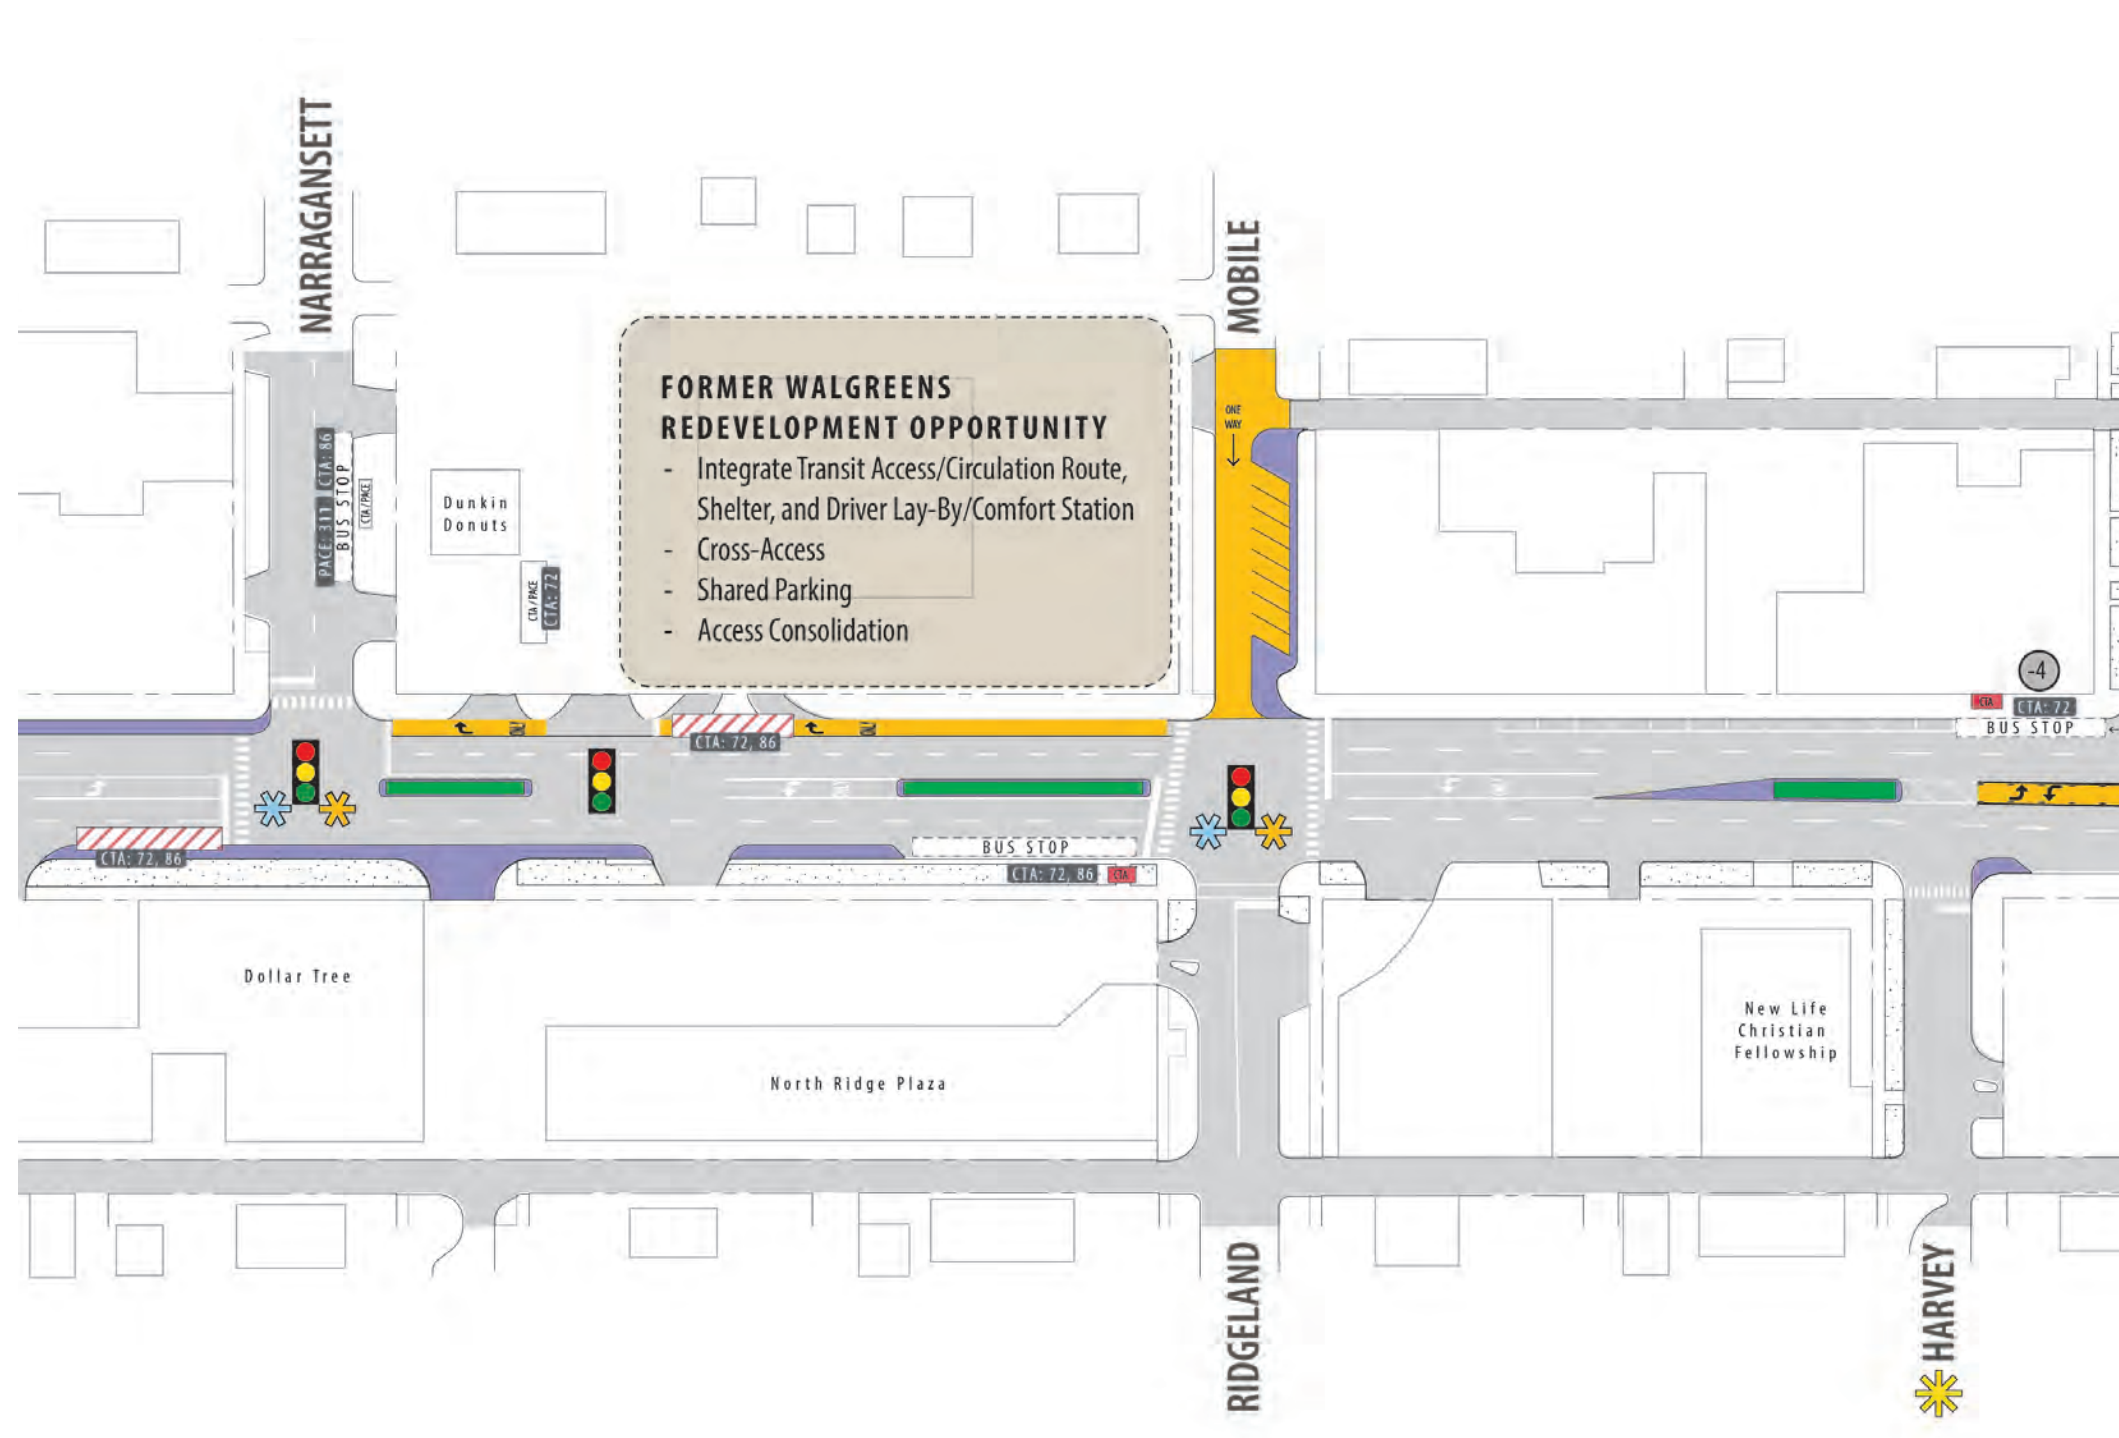 NARRAGANSETT
MOBILE
FORMER WALGREENS
REDEVELOPMENT OPPORTUNITY
- Integrate Transit Access/Circulation Route,
Shelter, and Driver Lay-By/Comfort Station
- Cross-Access
- Shared Parking
- Access Consolidation
ONE
WAY
PACE: 311 CTA: 86
BUS STOP
CTA/PACE
Dunkin
Donuts
CTA/PACE
CTA: 72
-4
CTA
CTA: 72
BUS STOP
CTA: 72, 86
CTA: 72, 86
BUS STOP
CTA: 72, 86
CTA
Dollar Tree
North Ridge Plaza
New Life
Christian
Fellowship
RIDGELAND
HARVEY